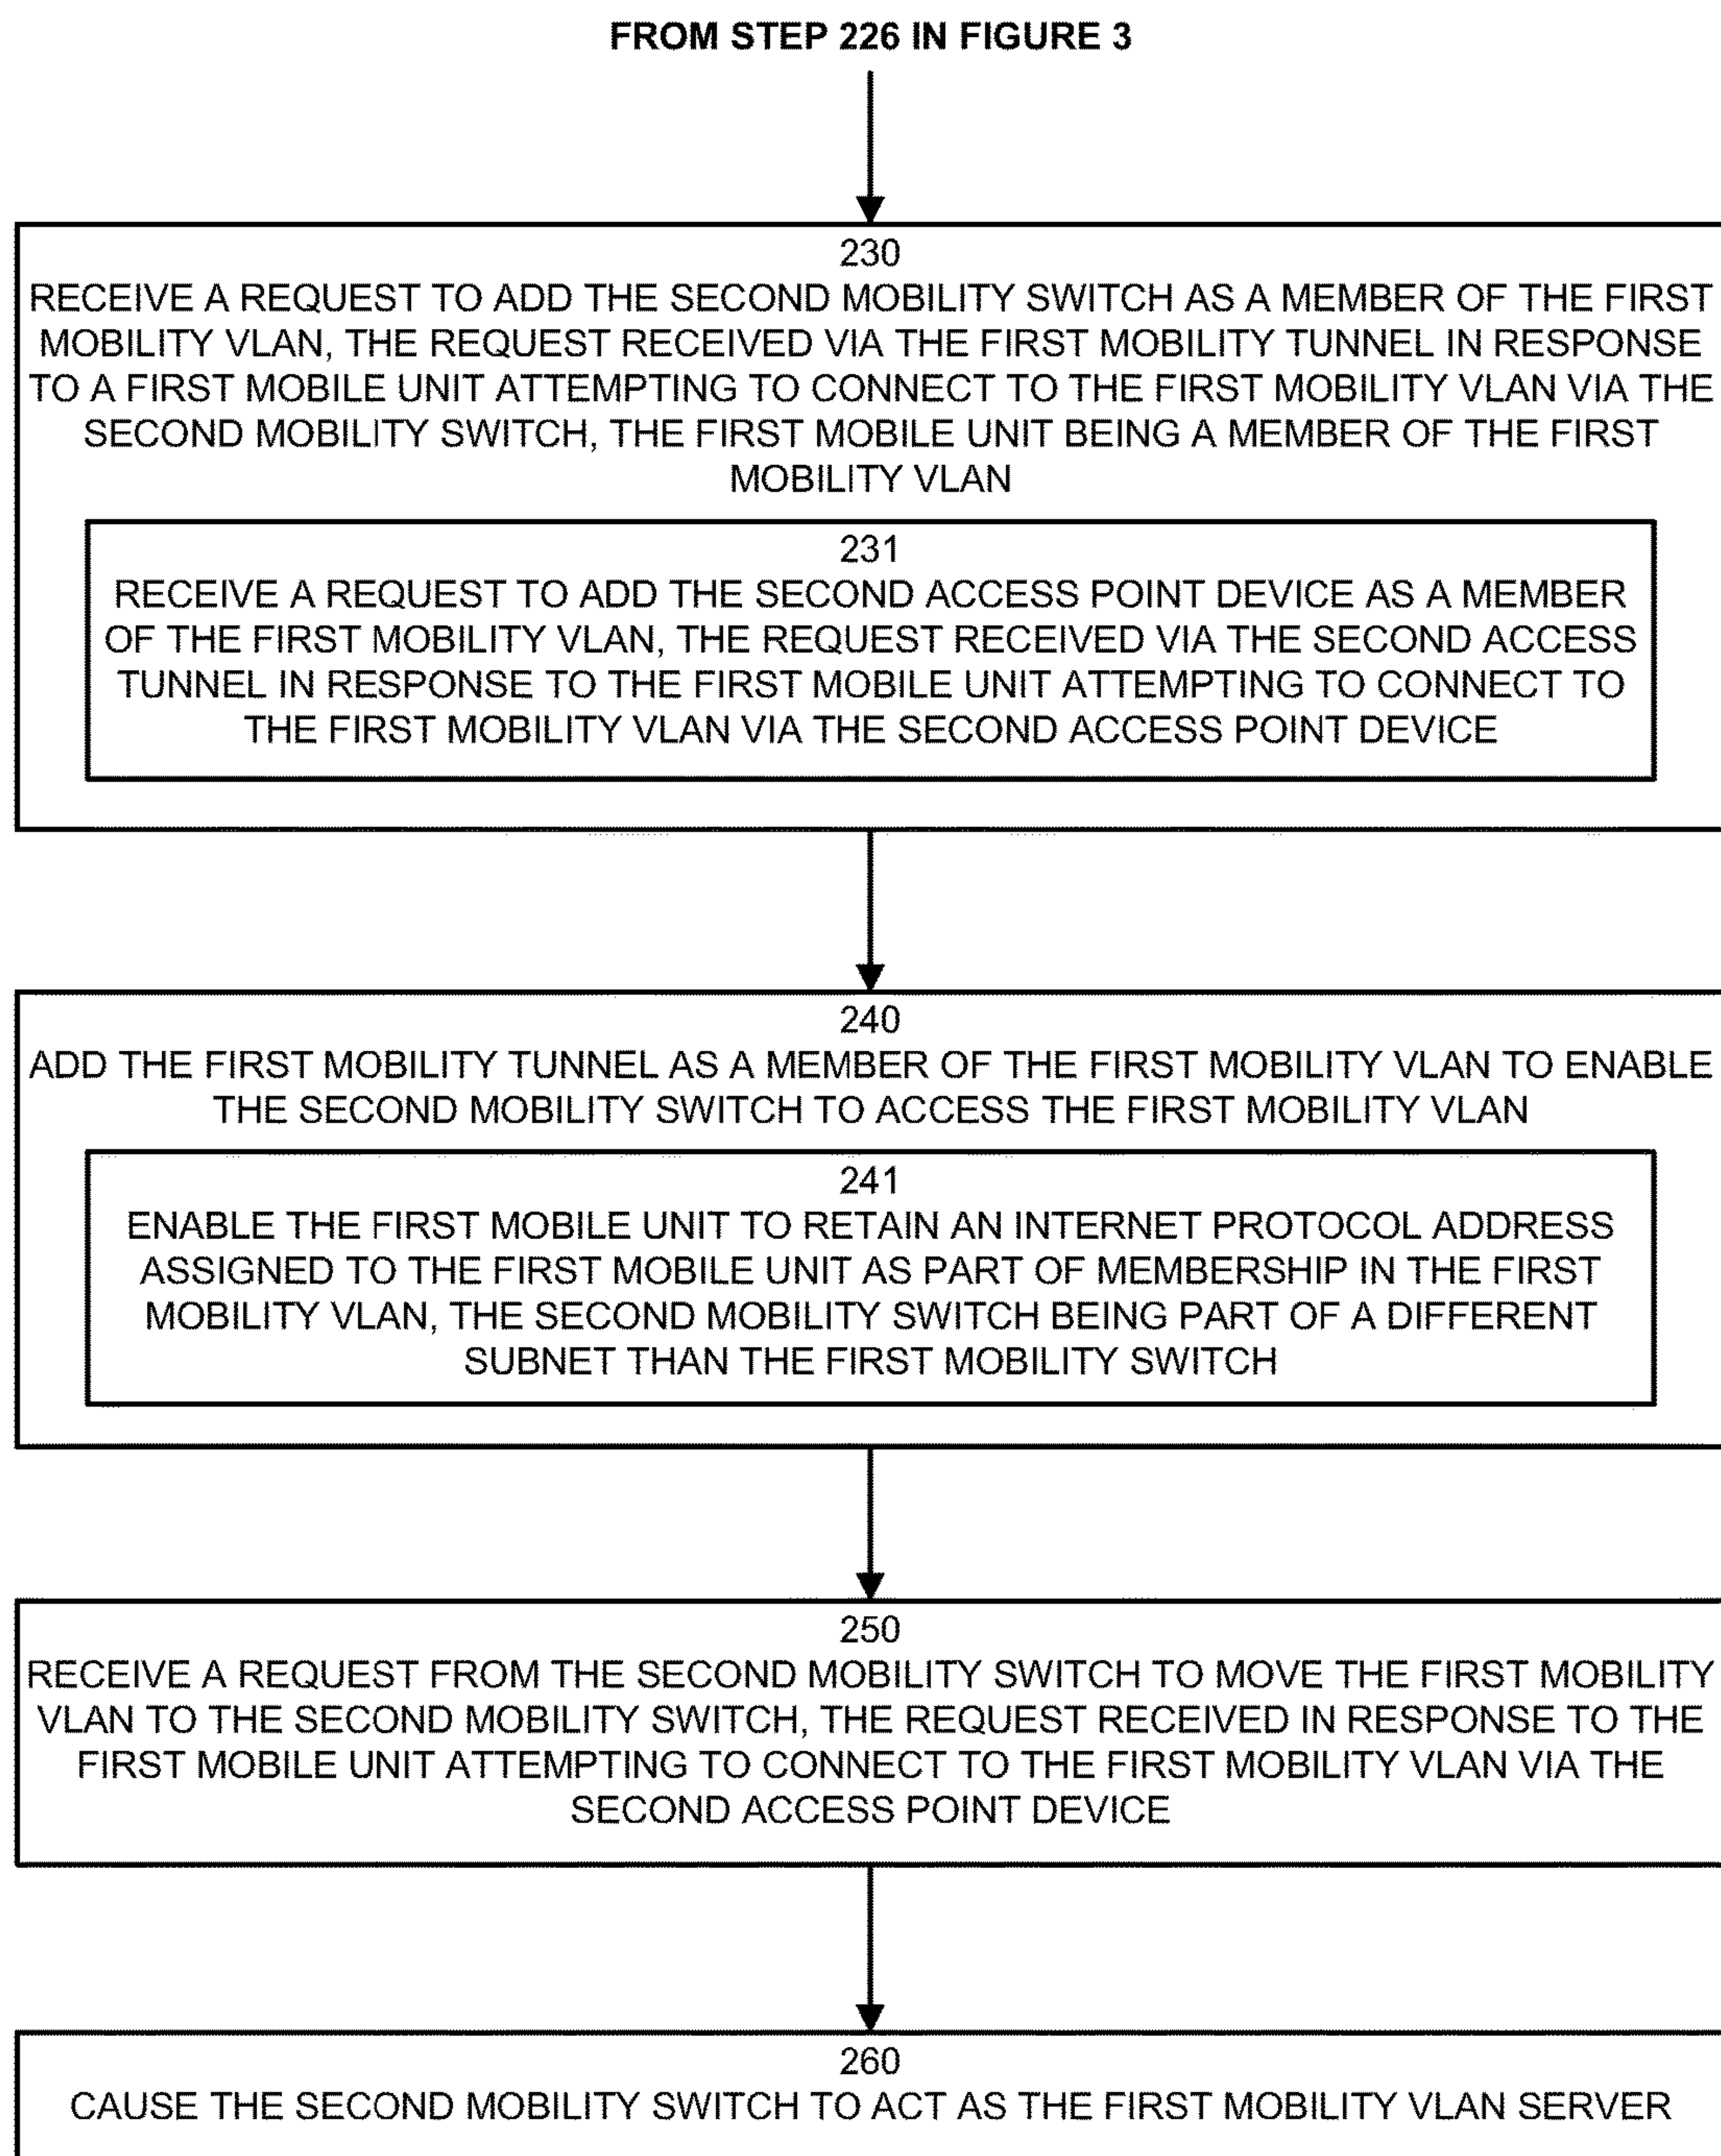 FROM STEP 226 IN FIGURE 3
230
RECEIVE A REQUEST TO ADD THE SECOND MOBILITY SWITCH AS A MEMBER OF THE FIRST
MOBILITY VLAN, THE REQUEST RECEIVED VIA THE FIRST MOBILITY TUNNEL IN RESPONSE
TO A FIRST MOBILE UNIT ATTEMPTING TO CONNECT TO THE FIRST MOBILITY VLAN VIA THE
SECOND MOBILITY SWITCH, THE FIRST MOBILE UNIT BEING A MEMBER OF THE FIRST
MOBILITY VLAN
231
RECEIVE A REQUEST TO ADD THE SECOND ACCESS POINT DEVICE AS A MEMBER
OF THE FIRST MOBILITY VLAN, THE REQUEST RECEIVED VIA THE SECOND ACCESS
TUNNEL IN RESPONSE TO THE FIRST MOBILE UNIT ATTEMPTING TO CONNECT TO
THE FIRST MOBILITY VLAN VIA THE SECOND ACCESS POINT DEVICE
240
ADD THE FIRST MOBILITY TUNNEL AS A MEMBER OF THE FIRST MOBILITY VLAN TO ENABLE
THE SECOND MOBILITY SWITCH TO ACCESS THE FIRST MOBILITY VLAN
241
ENABLE THE FIRST MOBILE UNIT TO RETAIN AN INTERNET PROTOCOL ADDRESS
ASSIGNED TO THE FIRST MOBILE UNIT AS PART OF MEMBERSHIP IN THE FIRST
MOBILITY VLAN, THE SECOND MOBILITY SWITCH BEING PART OF A DIFFERENT
SUBNET THAN THE FIRST MOBILITY SWITCH
250
RECEIVE A REQUEST FROM THE SECOND MOBILITY SWITCH TO MOVE THE FIRST MOBILITY
VLAN TO THE SECOND MOBILITY SWITCH, THE REQUEST RECEIVED IN RESPONSE TO THE
FIRST MOBILE UNIT ATTEMPTING TO CONNECT TO THE FIRST MOBILITY VLAN VIA THE
SECOND ACCESS POINT DEVICE
260
CAUSE THE SECOND MOBILITY SWITCH TO ACT AS THE FIRST MOBILITY VLAN SERVER